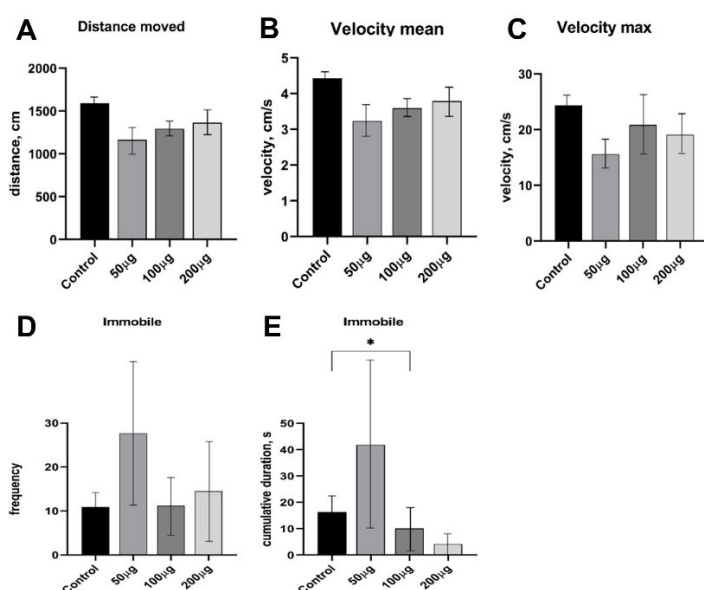 A
Distance moved
distance, cm
2000
1500
1000
500
0
Control
50µg
100µg
200µg
B
Velocity mean
velocity, cm/s
5
4
3
2
1
0
Control
50µg
100µg
200µg
C
Velocity max
velocity, cm/s
30
20
10
0
Control
50µg
100µg
200µg
D
Immobile
frequency
30
20
10
0
Control
50µg
100µg
200µg
E
Immobile
*
cumulative duration, s
50
40
30
20
10
0
Control
50µg
100µg
200µg